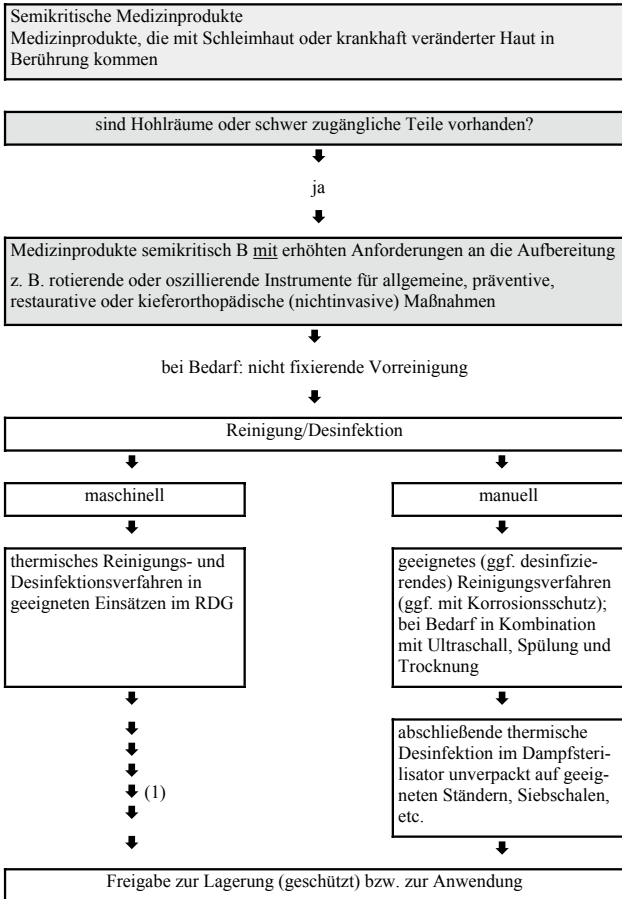 Semikritische Medizinprodukte
Medizinprodukte, die mit Schleimhaut oder krankhaft veränderter Haut in
Berührung kommen
sind Hohlräume oder schwer zugängliche Teile vorhanden?
ja
Medizinprodukte semikritisch B mit erhöhten Anforderungen an die Aufbereitung
z. B. rotierende oder oszillierende Instrumente für allgemeine, präventive,
restaurative oder kieferorthopädische (nichtinvasive) Maßnahmen
bei Bedarf: nicht fixierende Vorreinigung
Reinigung/Desinfektion
maschinell
thermisches Reinigungs- und
Desinfektionsverfahren in
geeigneten Einsätzen im RDG
(1)
manuell
geeignetes (ggf. desinfizie-
rendes) Reinigungsverfahren
(ggf. mit Korrosionsschutz);
bei Bedarf in Kombination
mit Ultraschall, Spülung und
Trocknung
abschließende thermische
Desinfektion im Dampfsteri-
lisator unverpackt auf geeig-
neten Ständern, Siebschalen,
etc.
Freigabe zur Lagerung (geschützt) bzw. zur Anwendung